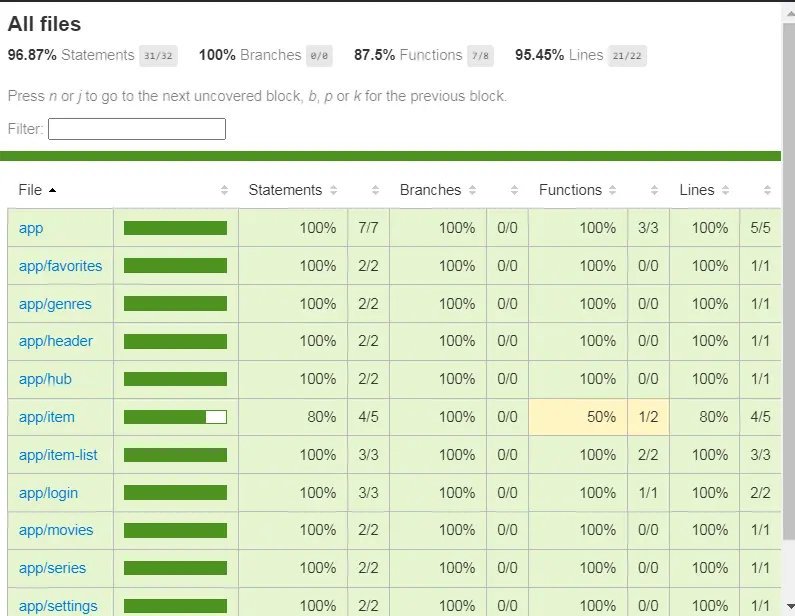 All files
96.87% Statements 31/32 100% Branches 0/0 87.5% Functions 7/8 95.45% Lines 21/22
Press n or j to go to the next uncovered block, b, p or k for the previous block.
Filter:
File Statements Branches Functions Lines
app 100% 7/7 100% 0/0 100% 3/3 100% 5/5
app/favorites 100% 2/2 100% 0/0 100% 0/0 100% 1/1
app/genres 100% 2/2 100% 0/0 100% 0/0 100% 1/1
app/header 100% 2/2 100% 0/0 100% 0/0 100% 1/1
app/hub 100% 2/2 100% 0/0 100% 0/0 100% 1/1
app/item 80% 4/5 100% 0/0 50% 1/2 80% 4/5
app/item-list 100% 3/3 100% 0/0 100% 2/2 100% 3/3
app/login 100% 3/3 100% 0/0 100% 1/1 100% 2/2
app/movies 100% 2/2 100% 0/0 100% 0/0 100% 1/1
app/series 100% 2/2 100% 0/0 100% 0/0 100% 1/1
app/settings 100% 2/2 100% 0/0 100% 0/0 100% 1/1